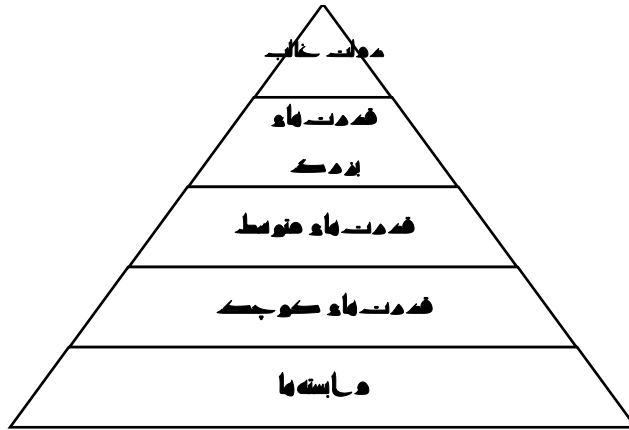 دولت غالب
قدرت‌های
بزرگ
قدرت‌های متوسط
قدرت‌های کوچک
وابسته‌ها